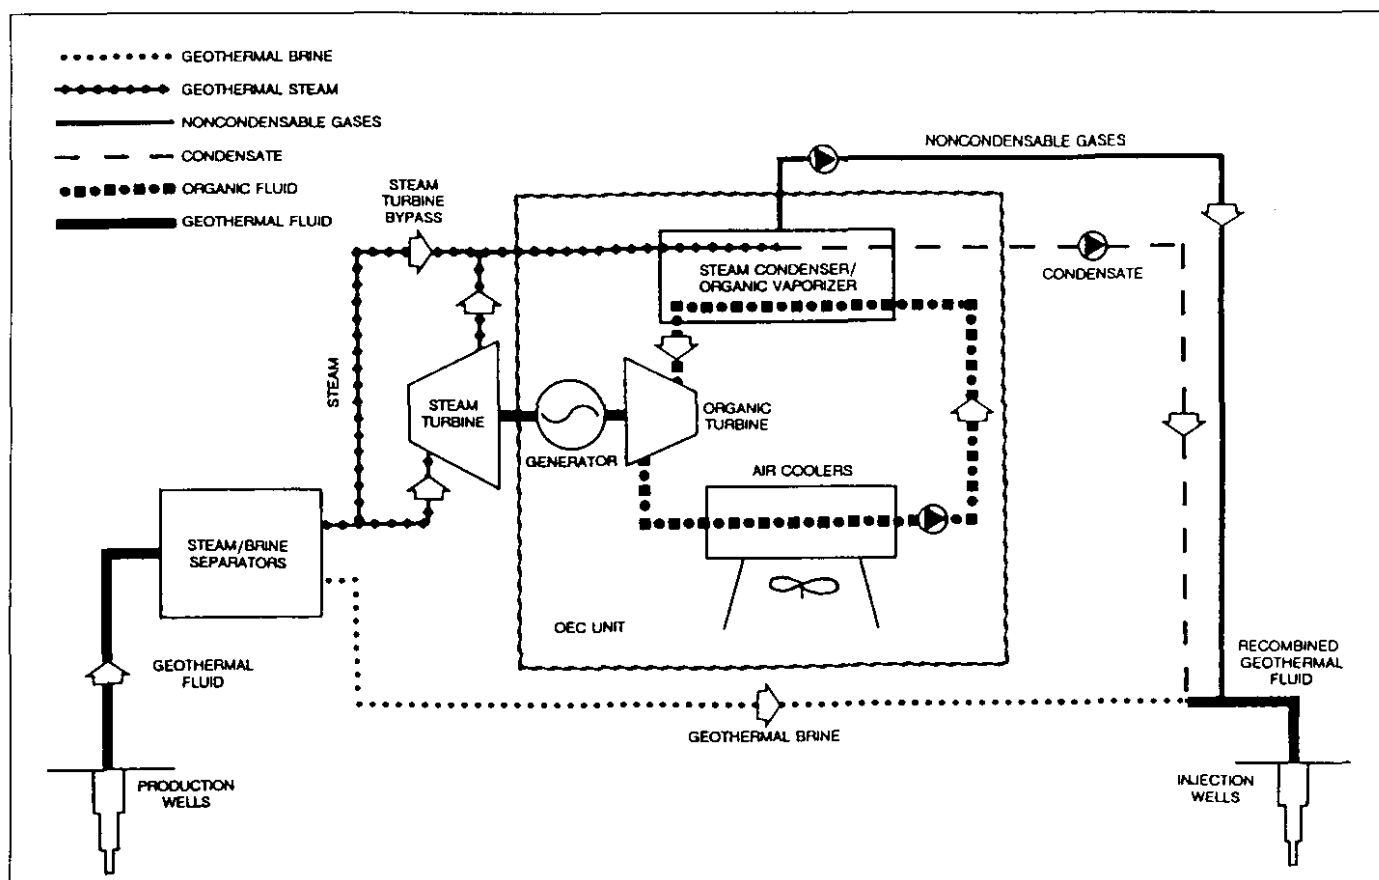 GEOTHERMAL BRINE
GEOTHERMAL STEAM
NONCONDENSABLE GASES
CONDENSATE
ORGANIC FLUID
GEOTHERMAL FLUID
STEAM
TURBINE
BYPASS
NONCONDENSABLE GASES
STEAM CONDENSER/
ORGANIC VAPORIZER
CONDENSATE
STEAM
STEAM
TURBINE
GENERATOR
ORGANIC
TURBINE
AIR COOLERS
STEAM/BRINE
SEPARATORS
OEC UNIT
GEOTHERMAL
FLUID
RECOMBINED
GEOTHERMAL
FLUID
GEOTHERMAL BRINE
PRODUCTION
WELLS
INJECTION
WELLS